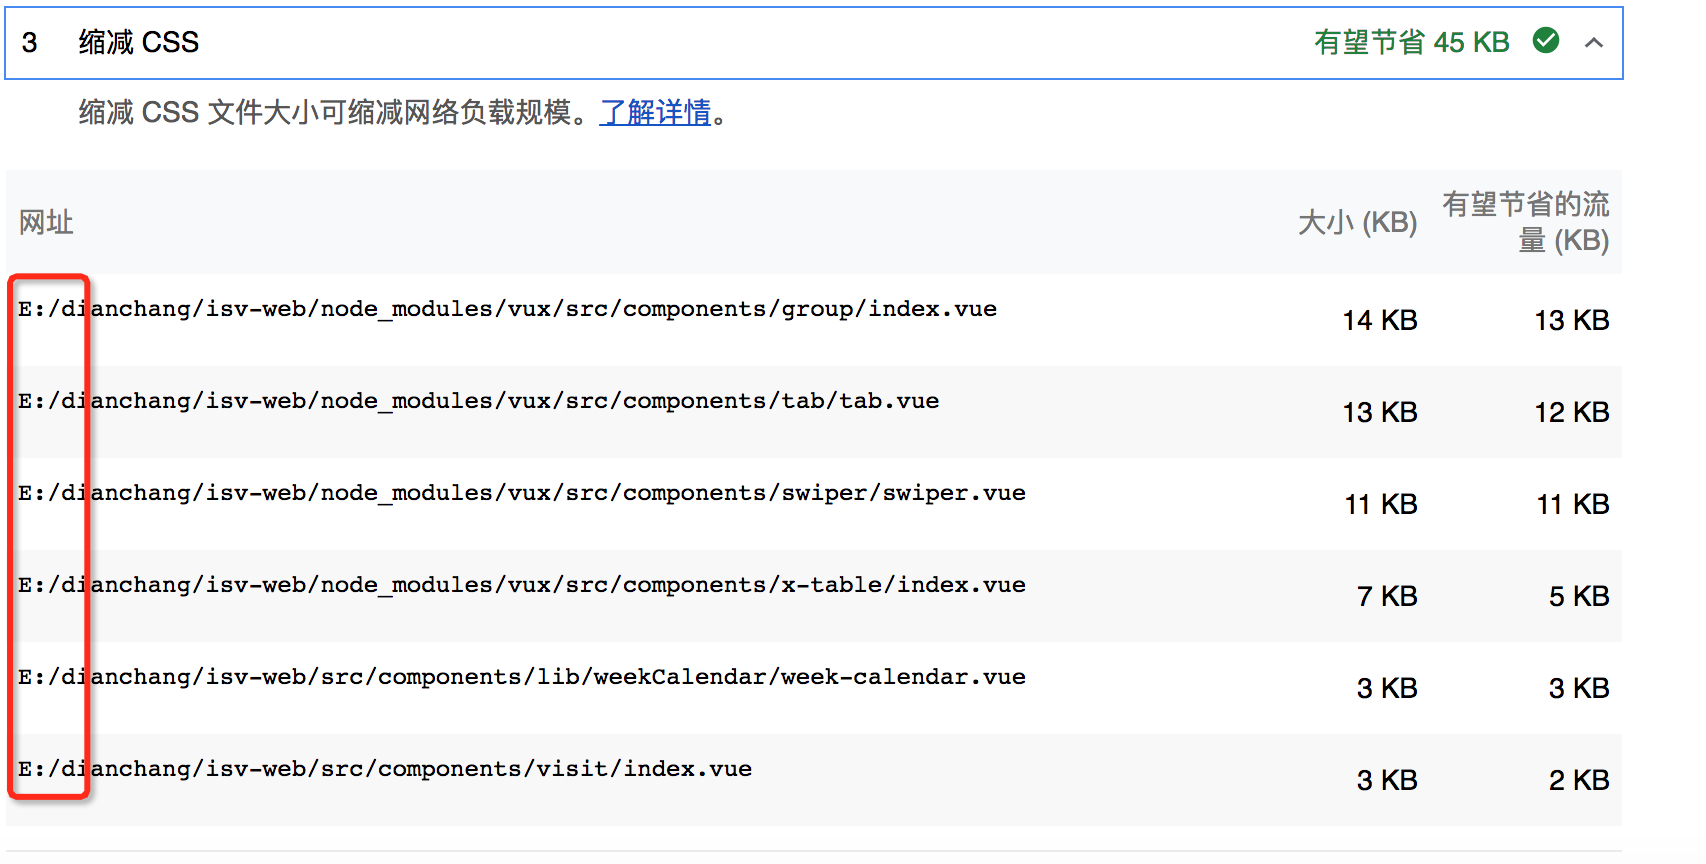 3 缩减 CSS 有望节省 45 KB
缩减 CSS 文件大小可缩减网络负载规模。了解详情。
网址 大小 (KB) 有望节省的流
量 (KB)
E:/dianchang/isv-web/node_modules/vux/src/components/group/index.vue 14 KB 13 KB
E:/dianchang/isv-web/node_modules/vux/src/components/tab/tab.vue 13 KB 12 KB
E:/dianchang/isv-web/node_modules/vux/src/components/swiper/swiper.vue 11 KB 11 KB
E:/dianchang/isv-web/node_modules/vux/src/components/x-table/index.vue 7 KB 5 KB
E:/dianchang/isv-web/src/components/lib/weekCalendar/week-calendar.vue 3 KB 3 KB
E:/dianchang/isv-web/src/components/visit/index.vue 3 KB 2 KB